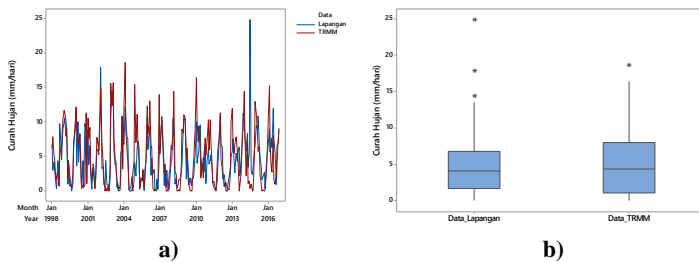 Data
Lapangan
TRMM
Curah Hujan (mm/hari)
25
20
15
10
5
0
Month Jan Jan Jan Jan Jan Jan Jan
Year 1998 2001 2004 2007 2010 2013 2016
a)
Curah Hujan (mm/hari)
25
20
15
10
5
0
Data_Lapangan Data_TRMM
b)